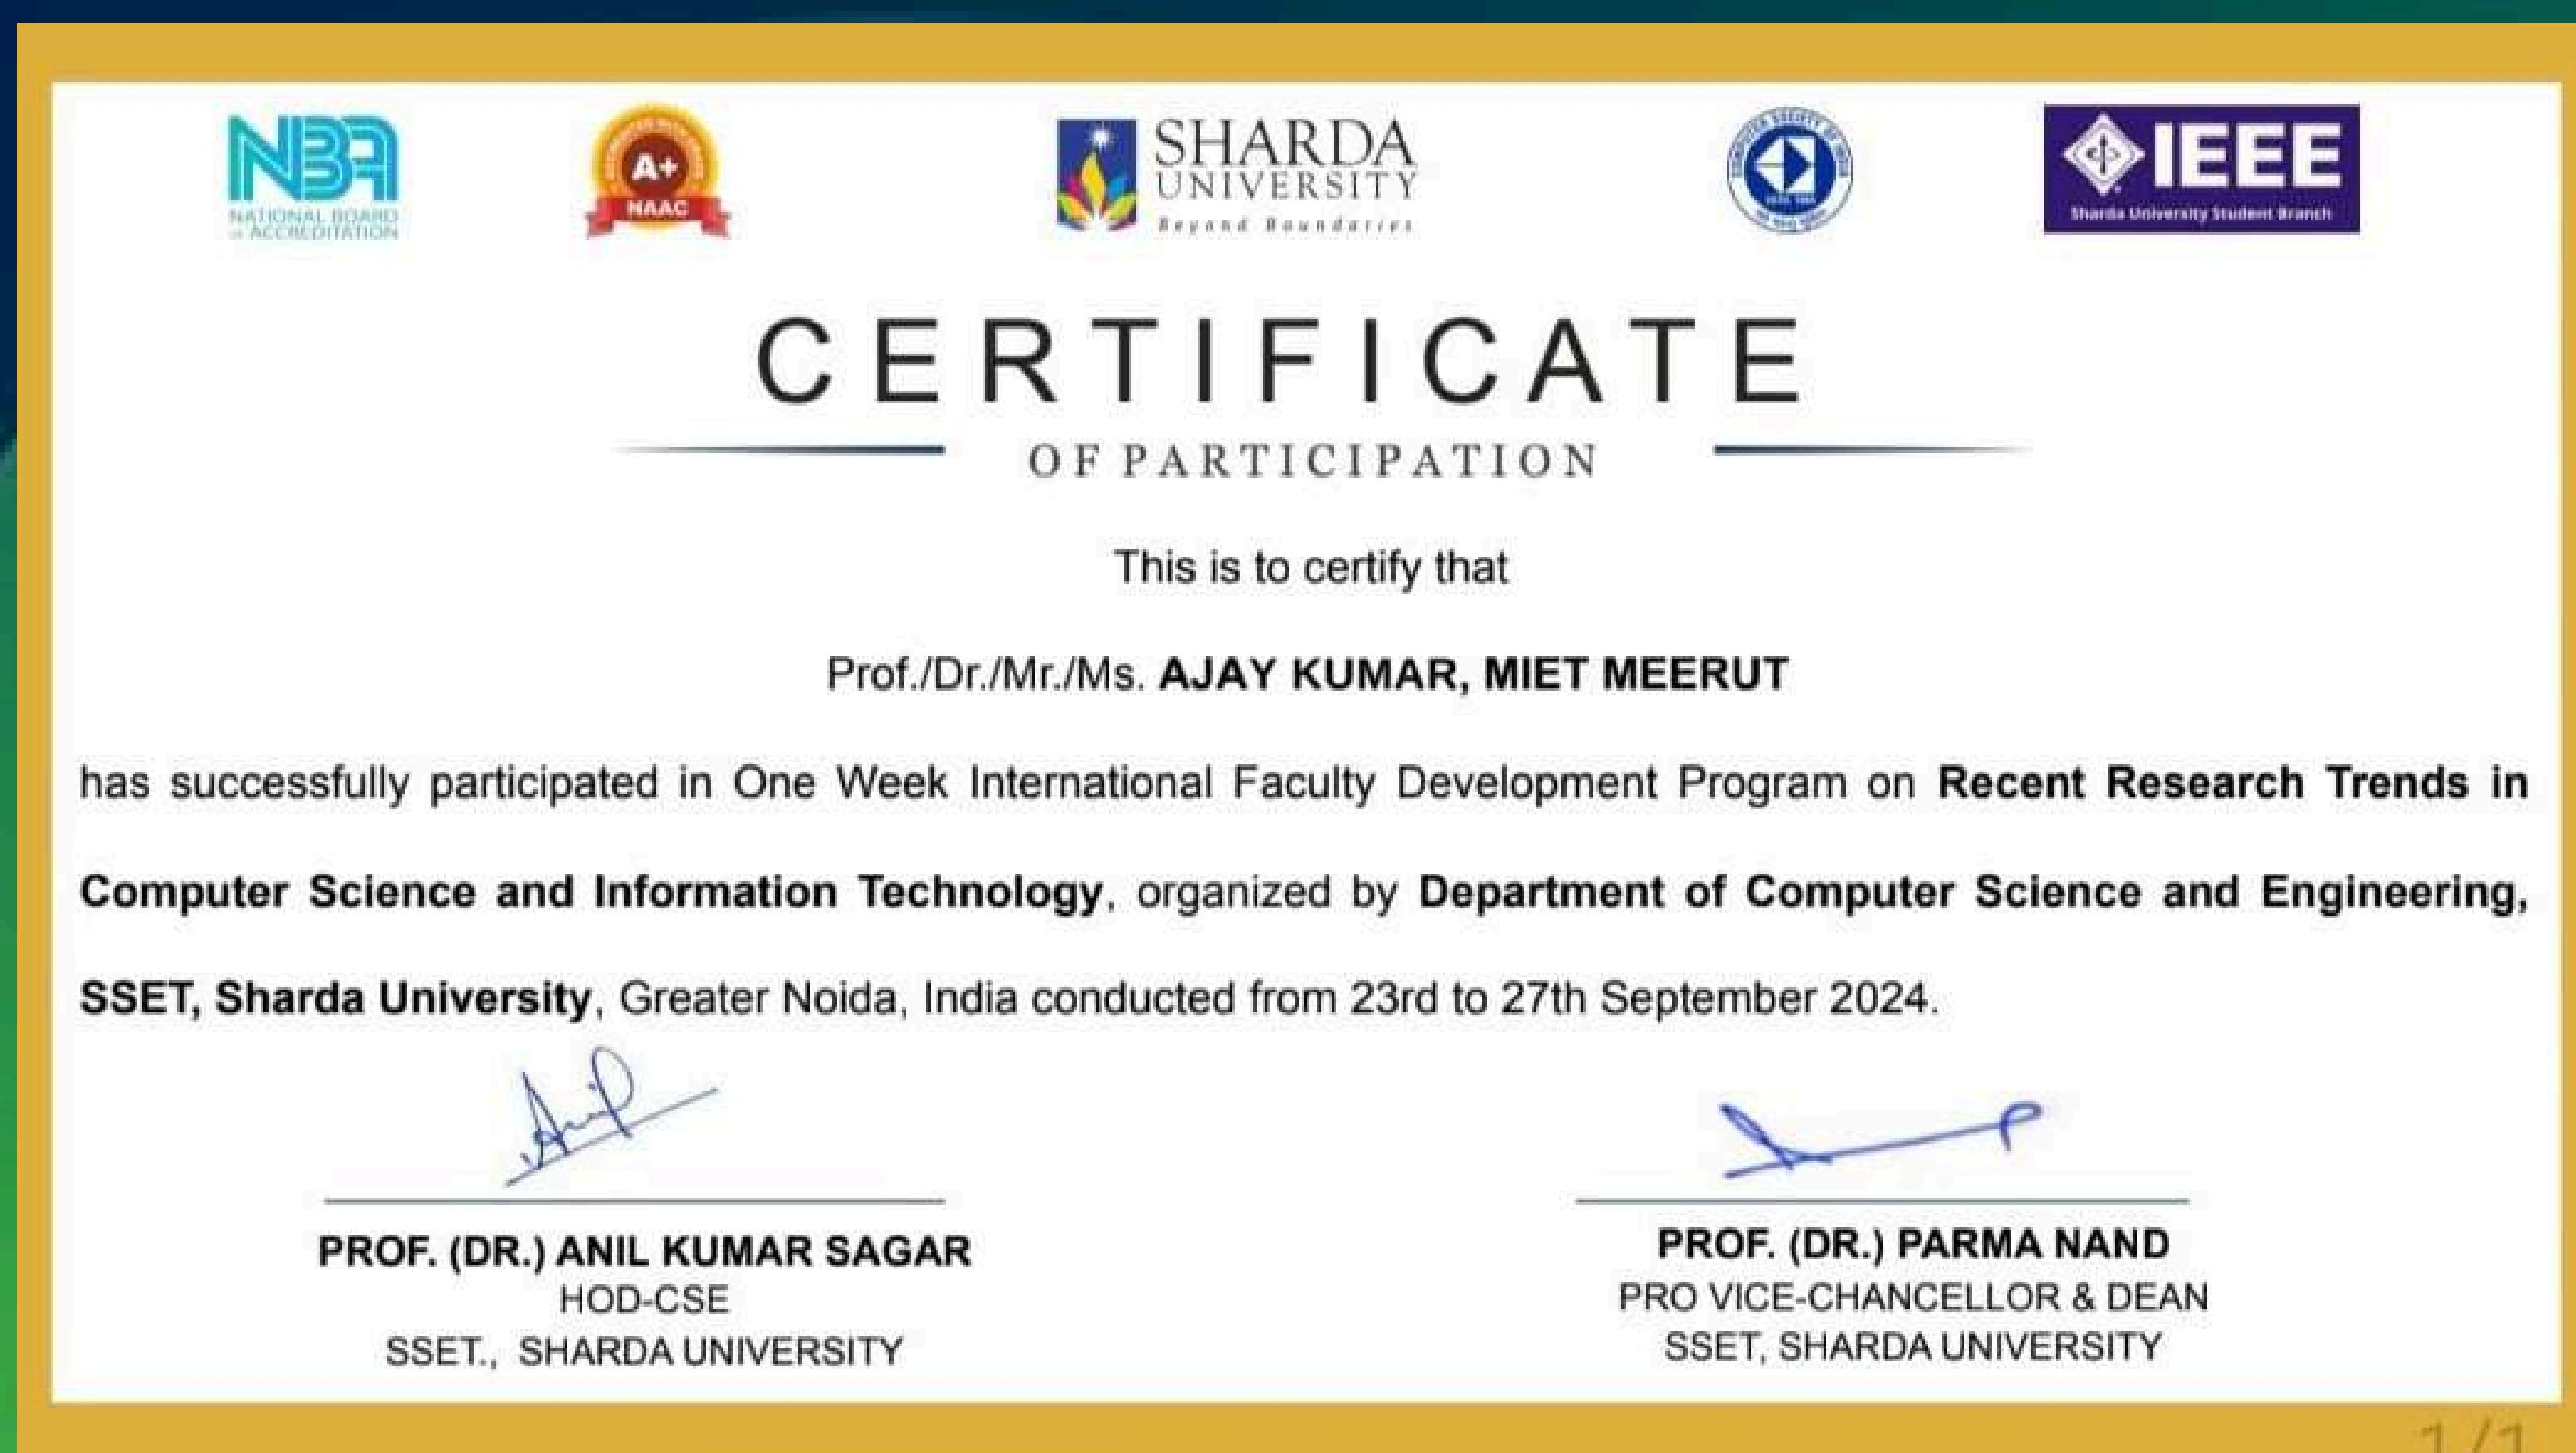 NBA
NATIONAL BOARD
of ACCREDITATION
A+
NAAC
SHARDA
UNIVERSITY
Beyond Boundaries
COMPUTER SOCIETY OF INDIA
IEEE
Sharda University Student Branch
CERTIFICATE
OF PARTICIPATION
This is to certify that
Prof./Dr./Mr./Ms. AJAY KUMAR, MIET MEERUT
has successfully participated in One Week International Faculty Development Program on Recent Research Trends in
Computer Science and Information Technology, organized by Department of Computer Science and Engineering,
SSET, Sharda University, Greater Noida, India conducted from 23rd to 27th September 2024.
Anil
PROF. (DR.) ANIL KUMAR SAGAR
HOD-CSE
SSET., SHARDA UNIVERSITY
PROF. (DR.) PARMA NAND
PRO VICE-CHANCELLOR & DEAN
SSET, SHARDA UNIVERSITY
1/1